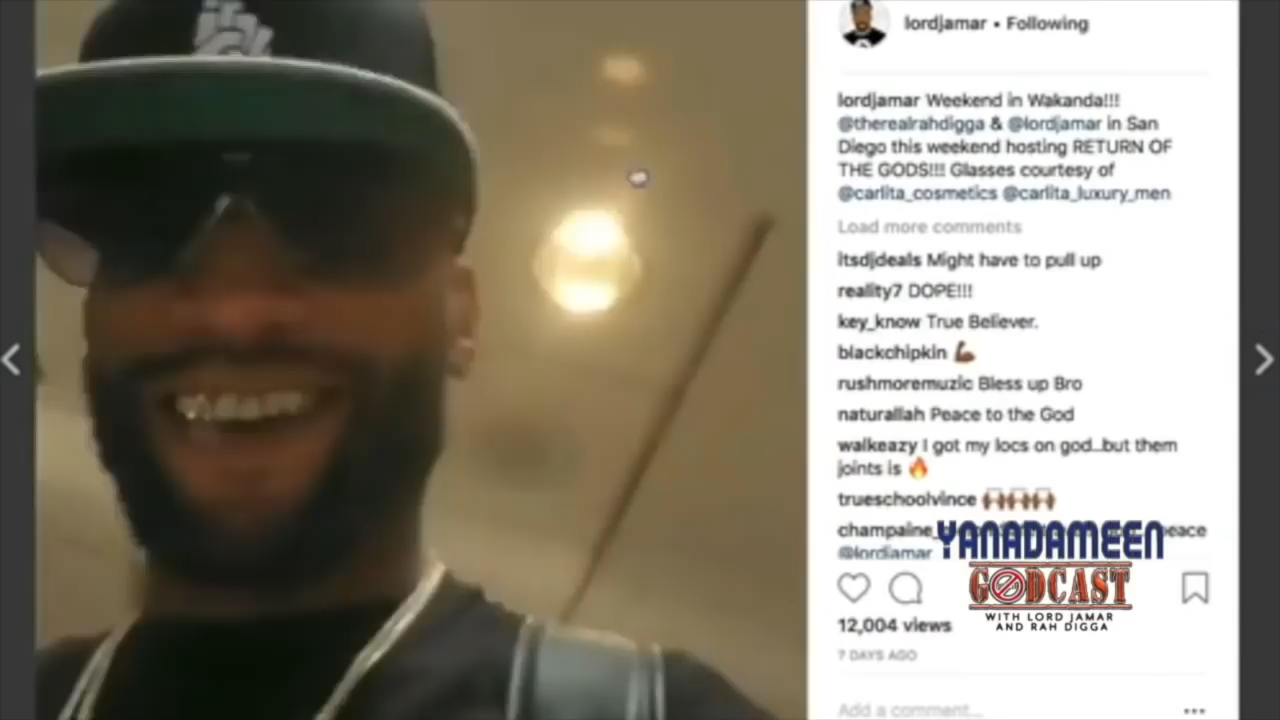 lordjamar • Following
lordjamar Weekend in Wakanda!!!
@therealrahdigga & @lordjamar in San
Diego this weekend hosting RETURN OF
THE GODS!!! Glasses courtesy of
@carlita_cosmetics @carlita_luxury_men
Load more comments
itsdjdeals Might have to pull up
reality7 DOPE!!!
key_know True Believer.
blackchipkin 💪🏾
rushmoremuzic Bless up Bro
naturallah Peace to the God
walkeazy I got my locs on god...but them
joints is 🔥
trueschoolvince
peace
@lordjamar
YANADAMEEN
GODCAST
WITH LORD JAMAR
AND RAH DIGGA
12,004 views
7 DAYS AGO
Add a comment...